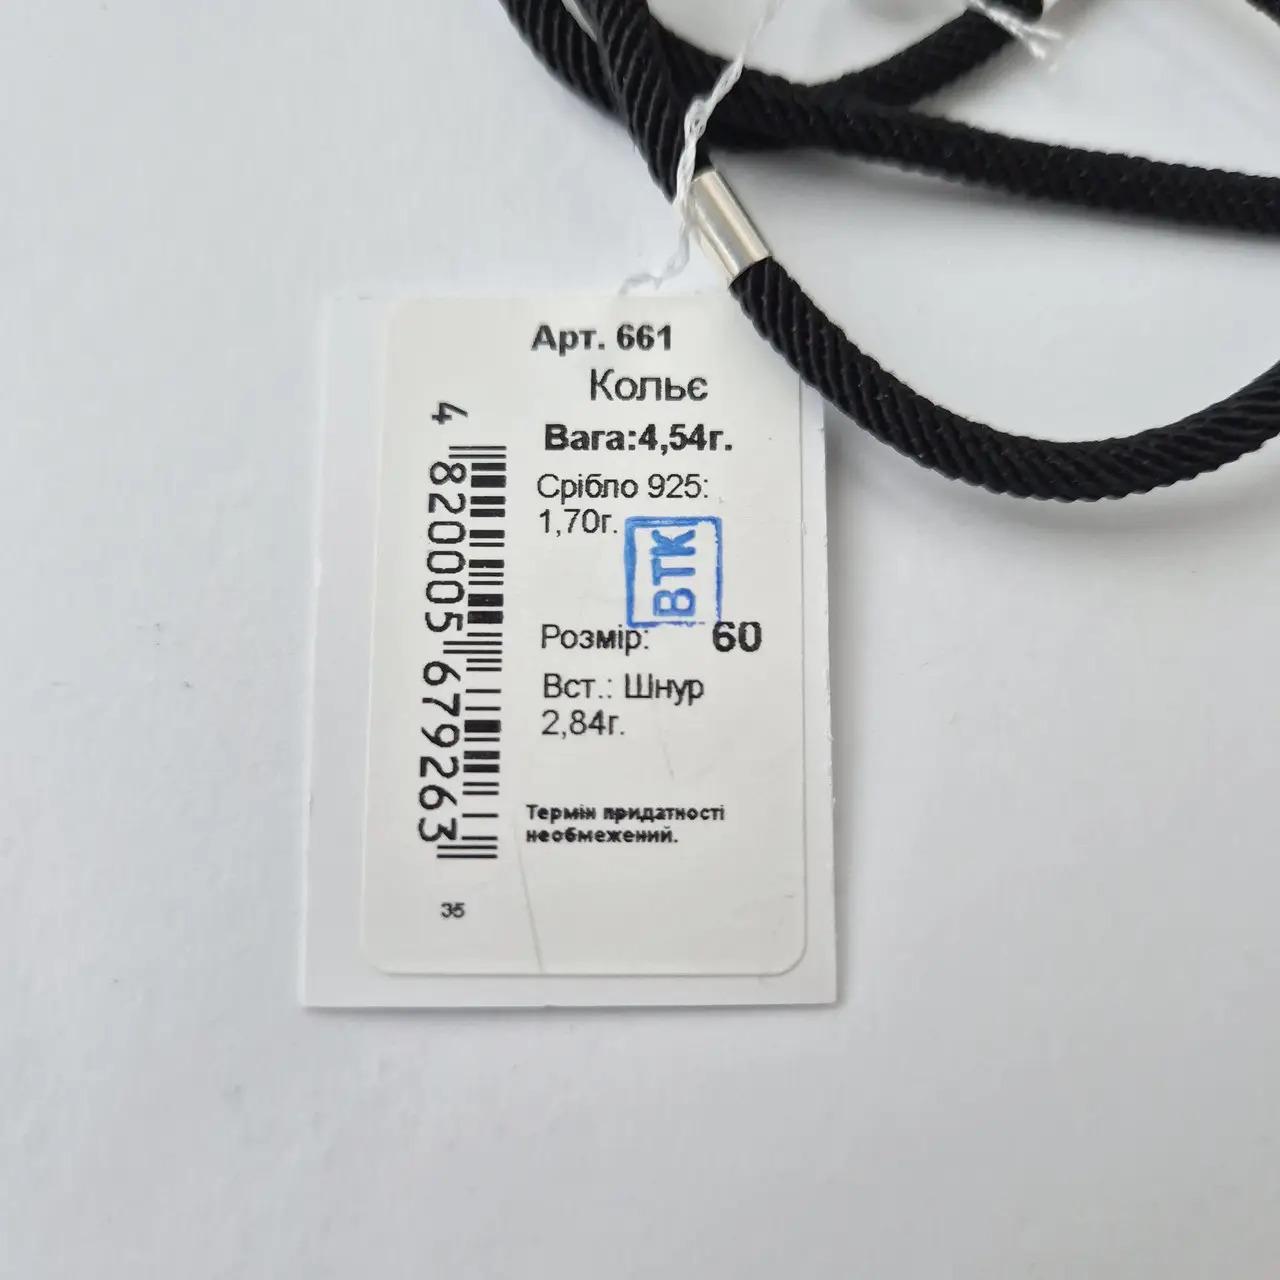 Арт. 661
Кольє
Вага:4,54г.
Срібло 925:
1,70г.
ВТК
Розмір: 60
Вст.: Шнур
2,84г.
Термін придатності
необмежений.
4 820005 679263
35